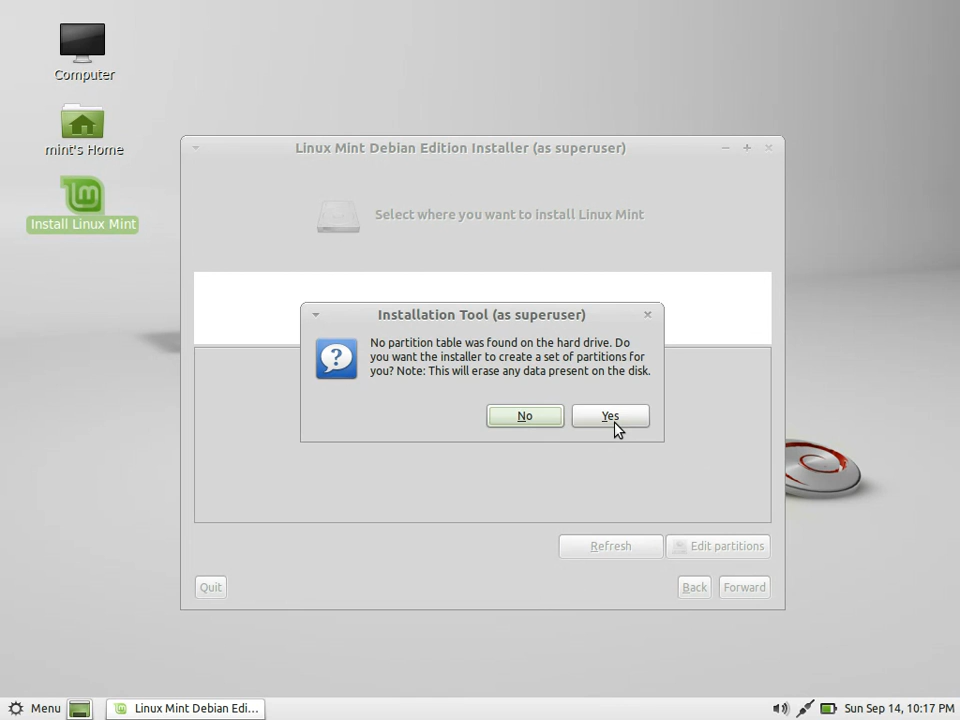 Computer
mint's Home
Install Linux Mint
Linux Mint Debian Edition Installer (as superuser)
Select where you want to install Linux Mint
Installation Tool (as superuser)
No partition table was found on the hard drive. Do
you want the installer to create a set of partitions for
you? Note: This will erase any data present on the disk.
No
Yes
Refresh
Edit partitions
Quit
Back
Forward
Menu
Linux Mint Debian Edi...
Sun Sep 14, 10:17 PM